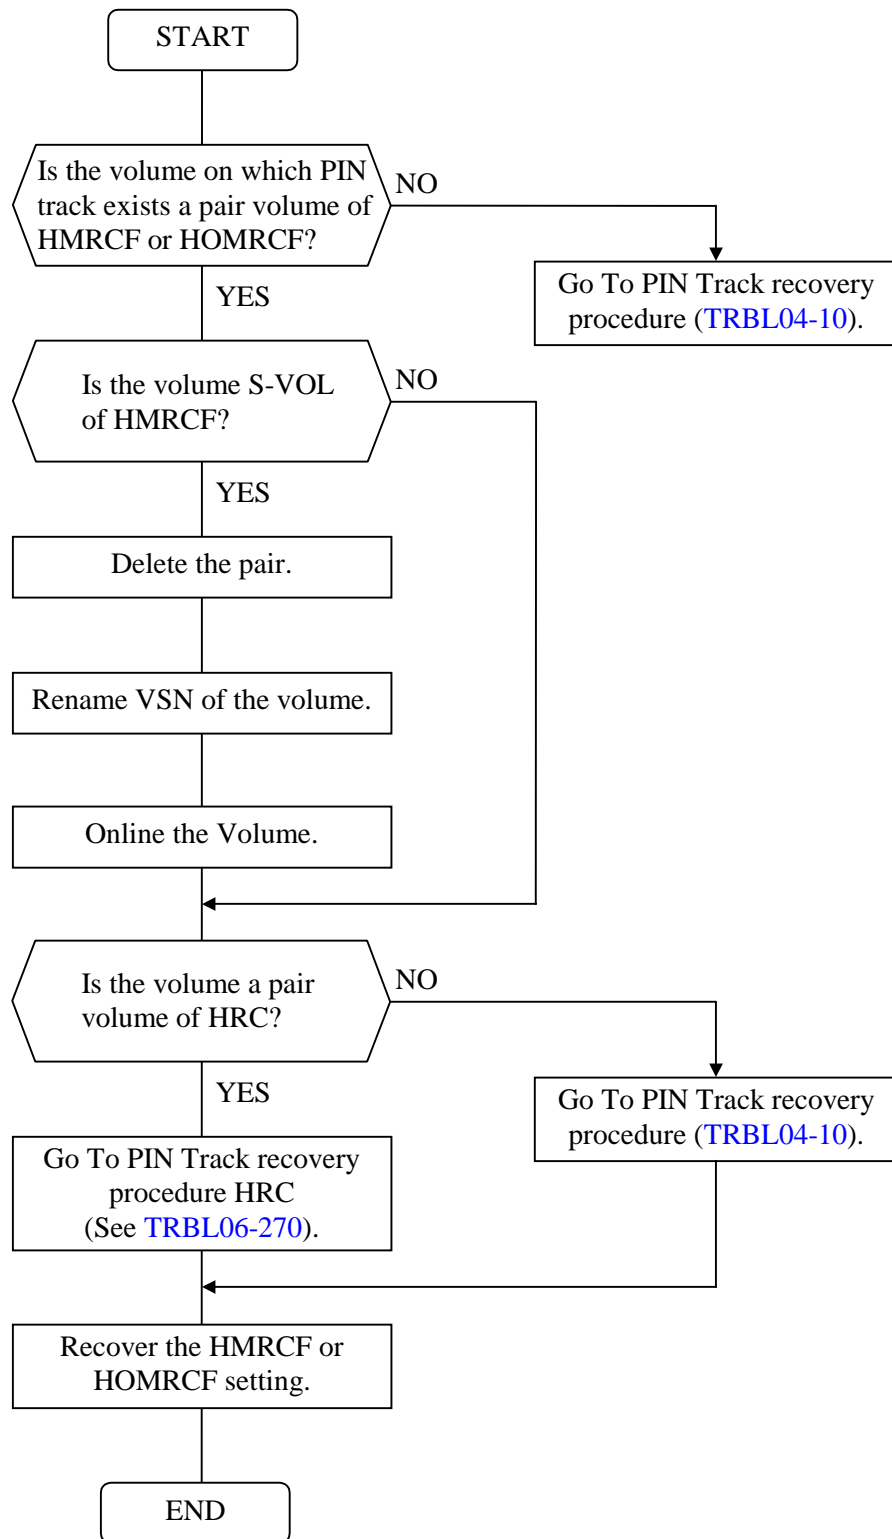 START
Is the volume on which PIN
track exists a pair volume of
HMRCF or HOMRCF?
NO
Go To PIN Track recovery
procedure (TRBL04-10).
YES
Is the volume S-VOL
of HMRCF?
NO
YES
Delete the pair.
Rename VSN of the volume.
Online the Volume.
Is the volume a pair
volume of HRC?
NO
YES
Go To PIN Track recovery
procedure (TRBL04-10).
Go To PIN Track recovery
procedure HRC
(See TRBL06-270).
Recover the HMRCF or
HOMRCF setting.
END